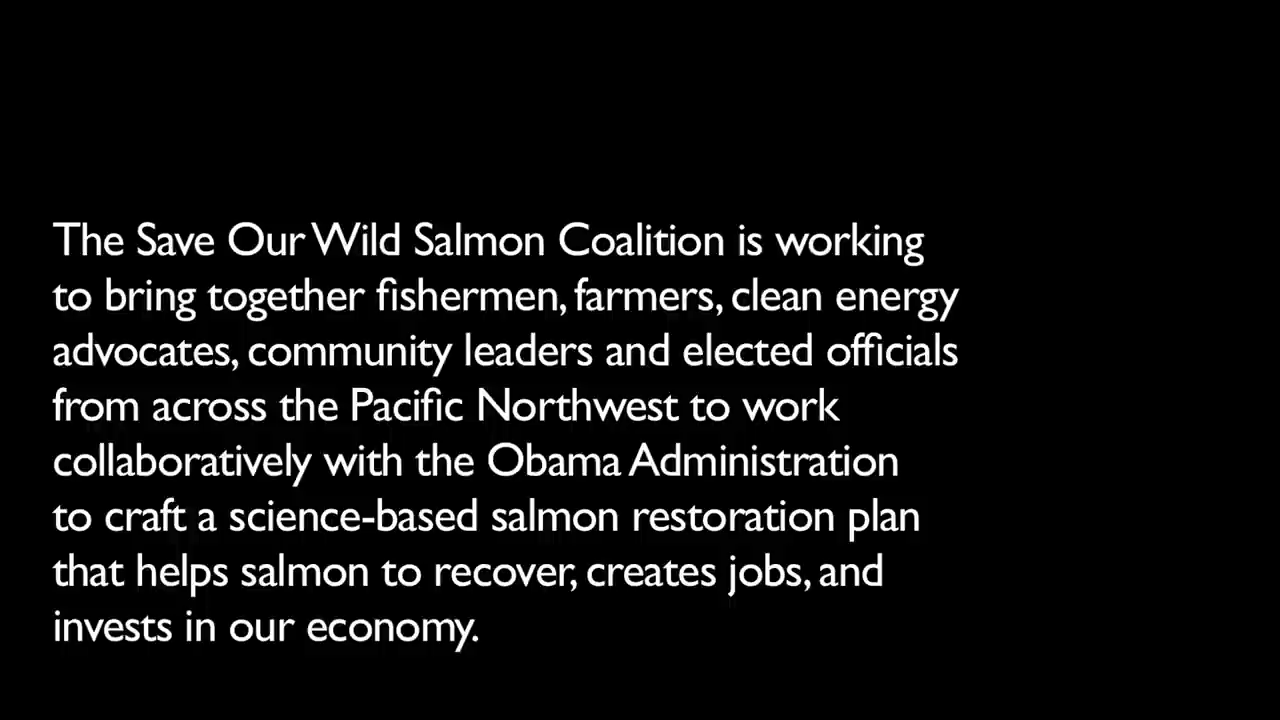 The Save Our Wild Salmon Coalition is working
to bring together fishermen, farmers, clean energy
advocates, community leaders and elected officials
from across the Pacific Northwest to work
collaboratively with the Obama Administration
to craft a science-based salmon restoration plan
that helps salmon to recover, creates jobs, and
invests in our economy.